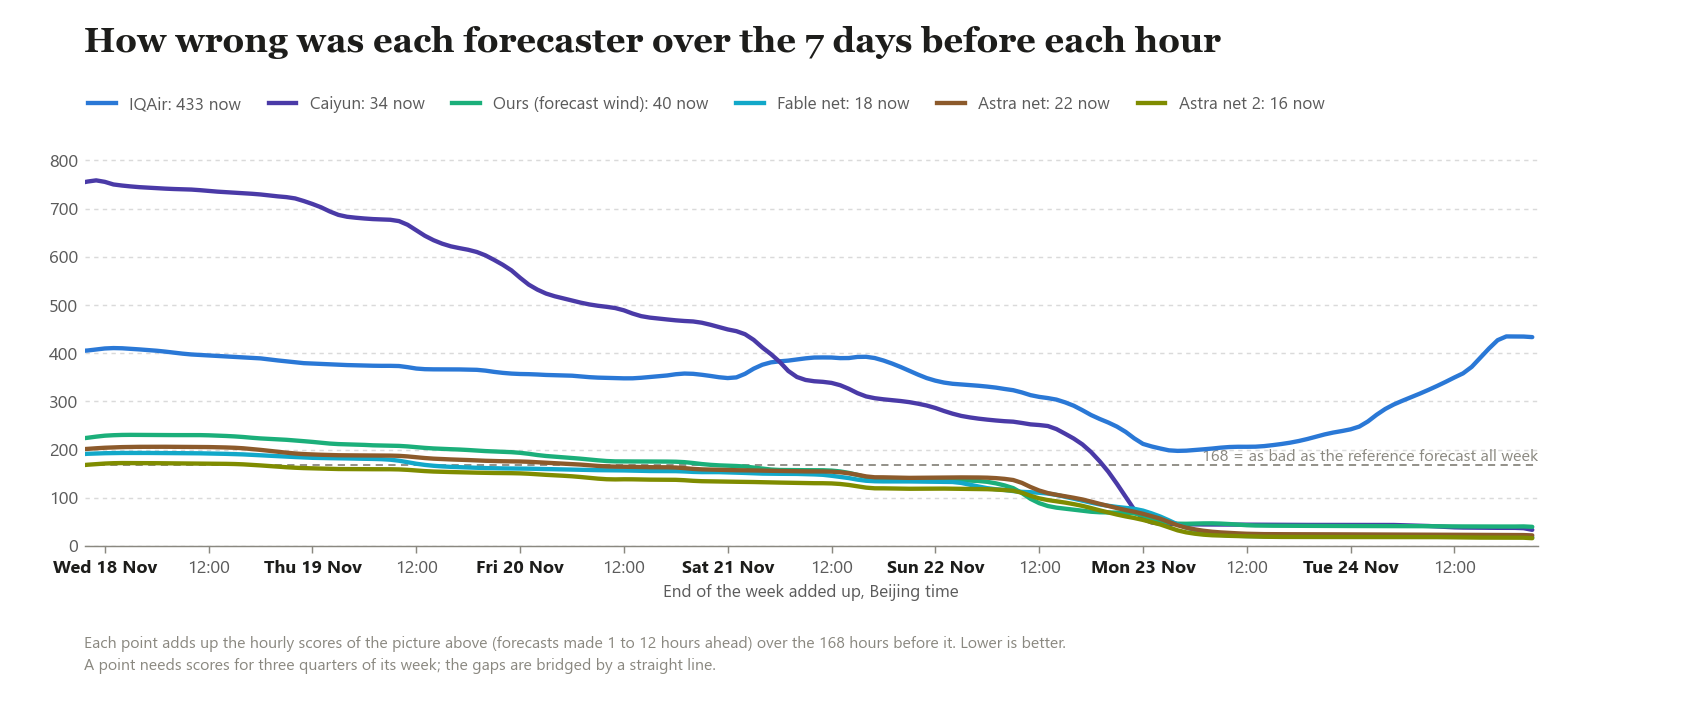 How wrong was each forecaster over the 7 days before each hour
IQAir: 433 now Caiyun: 34 now Ours (forecast wind): 40 now Fable net: 18 now Astra net: 22 now Astra net 2: 16 now
800
700
600
500
400
300
200
168 = as bad as the reference forecast all week
100
0
Wed 18 Nov 12:00 Thu 19 Nov 12:00 Fri 20 Nov 12:00 Sat 21 Nov 12:00 Sun 22 Nov 12:00 Mon 23 Nov 12:00 Tue 24 Nov 12:00
End of the week added up, Beijing time
Each point adds up the hourly scores of the picture above (forecasts made 1 to 12 hours ahead) over the 168 hours before it. Lower is better.
A point needs scores for three quarters of its week; the gaps are bridged by a straight line.